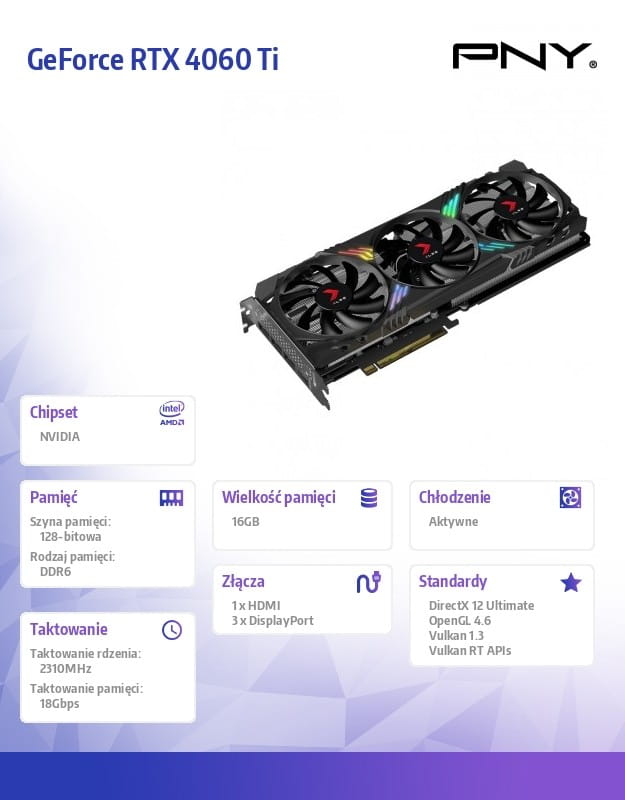 GeForce RTX 4060 Ti
PNY®
Chipset
intel
AMD
NVIDIA
Pamięć
Szyna pamięci:
128-bitowa
Rodzaj pamięci:
DDR6
Wielkość pamięci
16GB
Chłodzenie
Aktywne
Złącza
1 x HDMI
3 x DisplayPort
Standardy
DirectX 12 Ultimate
OpenGL 4.6
Vulkan 1.3
Vulkan RT APIs
Taktowanie
Taktowanie rdzenia:
2310MHz
Taktowanie pamięci:
18Gbps